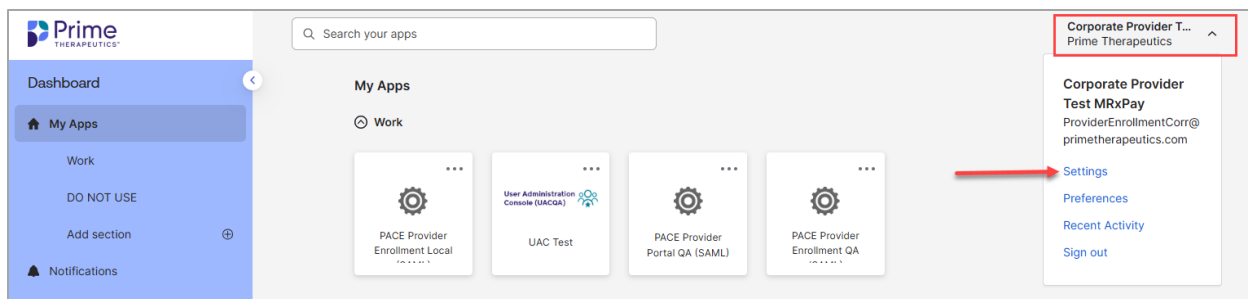 Prime
THERAPEUTICS
Search your apps
Corporate Provider T...
Prime Therapeutics
Dashboard
My Apps
Work
DO NOT USE
Add section
Notifications
My Apps
Work
PACE Provider
Enrollment Local
(SAML)
User Administration
Console (UACQA)
UAC Test
PACE Provider
Portal QA (SAML)
PACE Provider
Enrollment QA
(SAML)
Corporate Provider
Test MRxPay
ProviderEnrollmentCorr@
primetherapeutics.com
Settings
Preferences
Recent Activity
Sign out